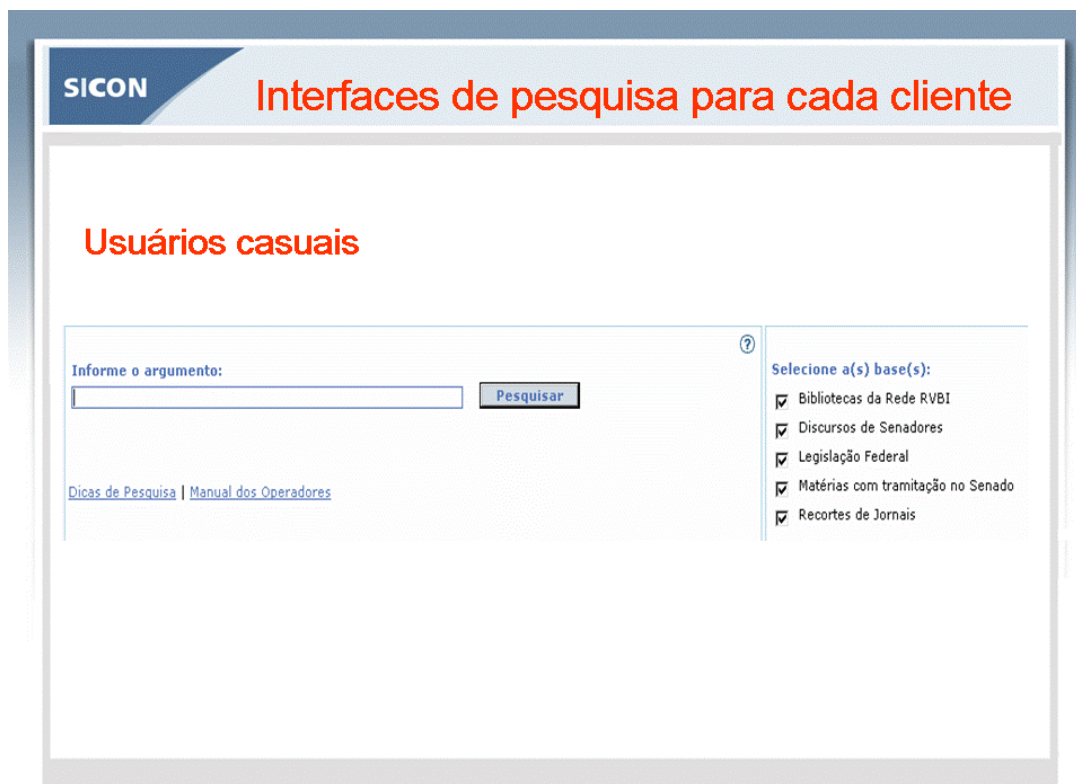 SICON
Interfaces de pesquisa para cada cliente
Usuários casuais
?
Informe o argumento:
Pesquisar
Dicas de Pesquisa | Manual dos Operadores
Selecione a(s) base(s):
Bibliotecas da Rede RVBI
Discursos de Senadores
Legislação Federal
Matérias com tramitação no Senado
Recortes de Jornais